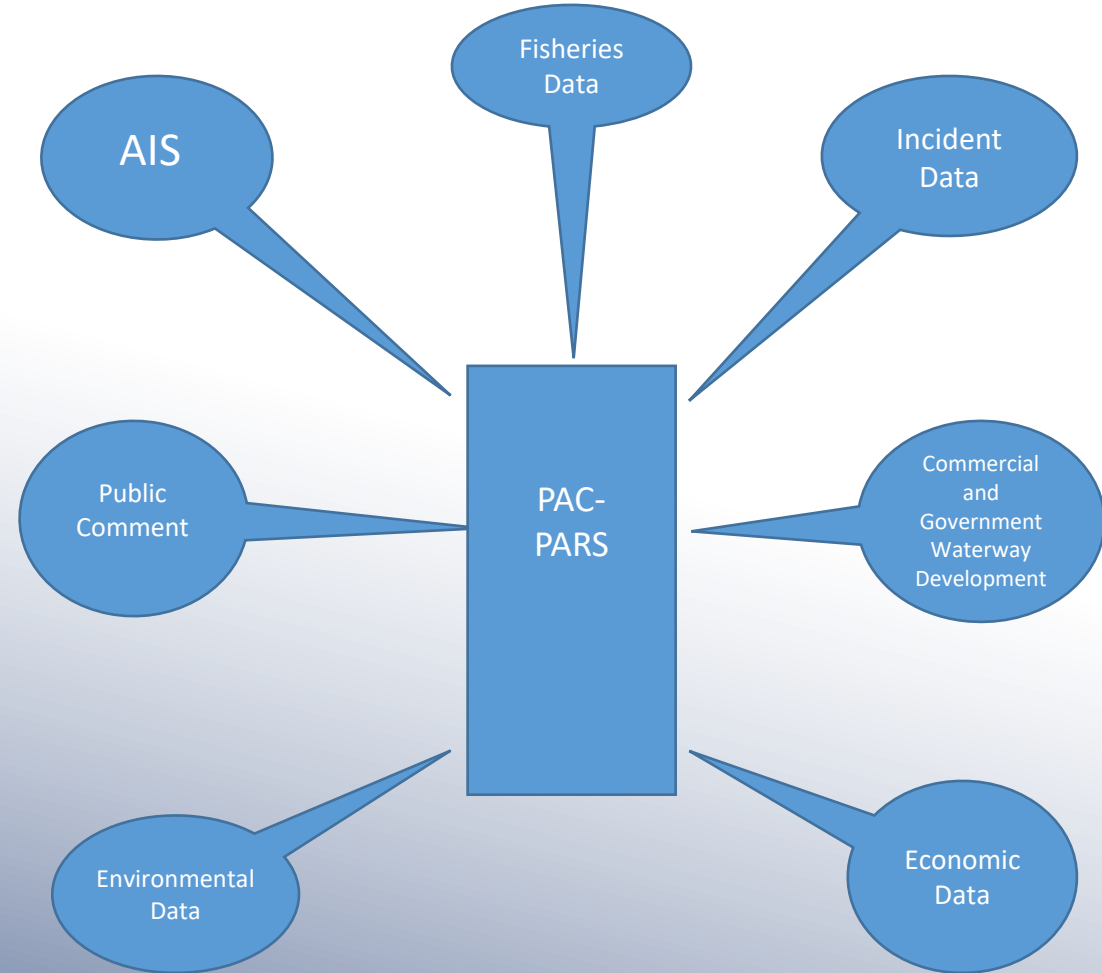 Fisheries
Data
AIS
Incident
Data
Public
Comment
PAC-
PARS
Commercial
and
Government
Waterway
Development
Environmental
Data
Economic
Data